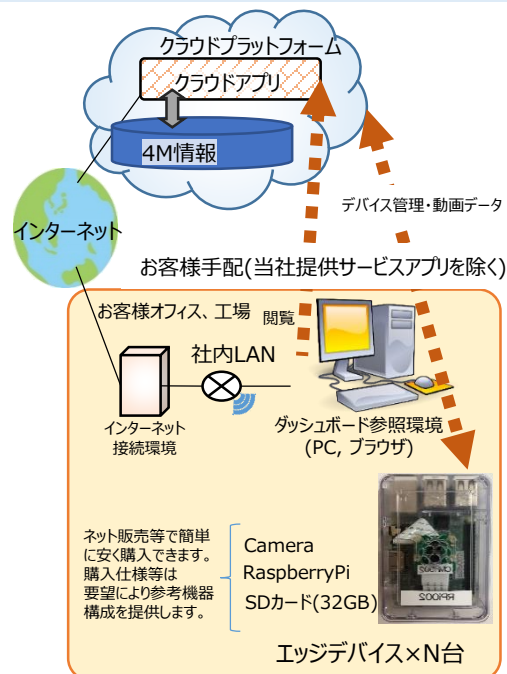 クラウドプラットフォーム
クラウドアプリ
4M情報
インターネット
デバイス管理・動画データ
お客様手配(当社提供サービスアプリを除く)
お客様オフィス、工場
閲覧
社内LAN
インターネット
接続環境
ダッシュボード参照環境
(PC, ブラウザ)
ネット販売等で簡単
に安く購入できます。
購入仕様等は
要望により参考機器
構成を提供します。
Camera
RaspberryPi
SDカード(32GB)
エッジデバイス×N台